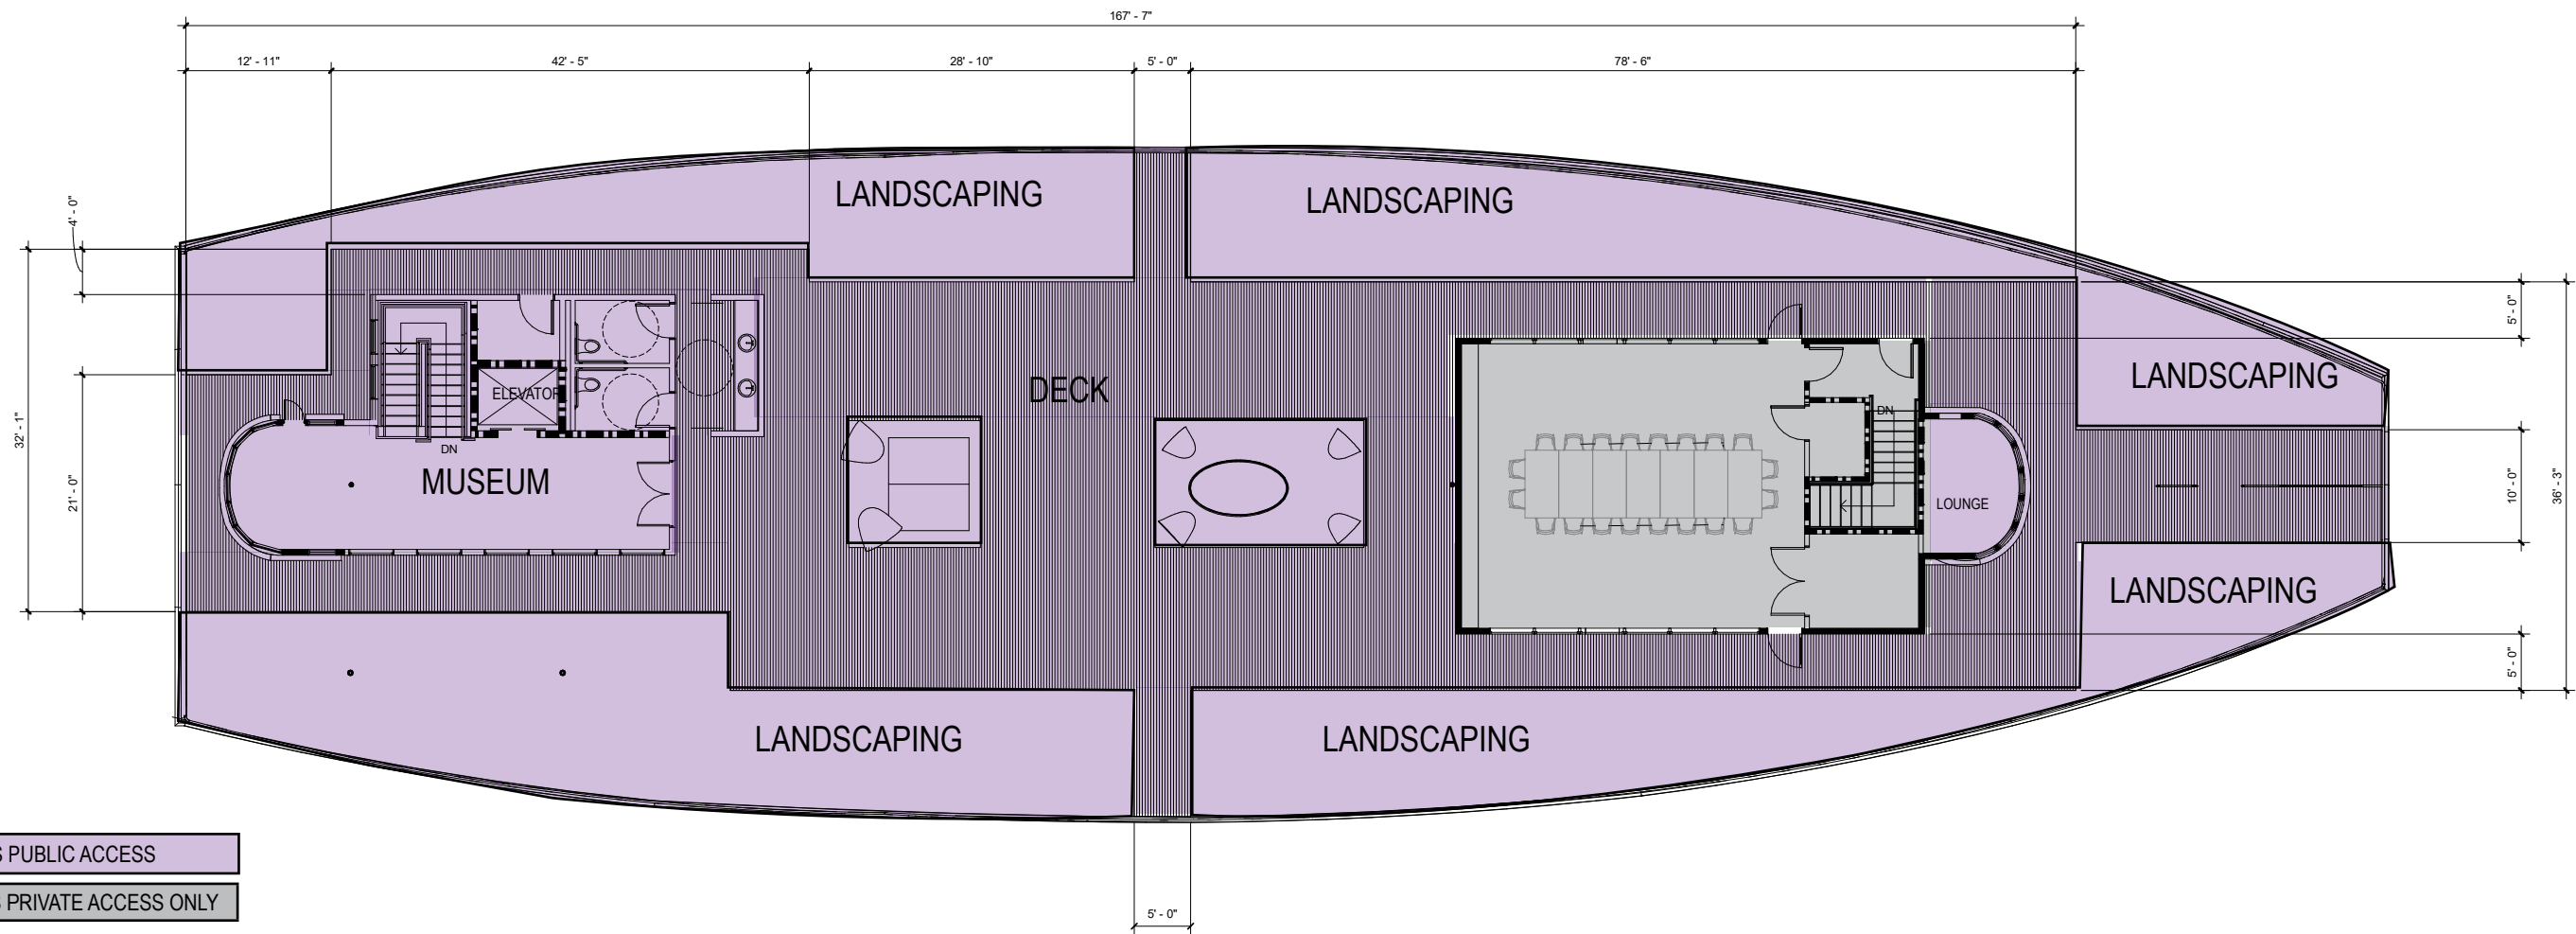 167' - 7"
12' - 11"
42' - 5"
28' - 10"
5' - 0"
78' - 6"
4' - 0"
32' - 1"
21' - 0"
LANDSCAPING
LANDSCAPING
ELEVATOR
DN
MUSEUM
DECK
DN
LOUNGE
LANDSCAPING
LANDSCAPING
LANDSCAPING
LANDSCAPING
5' - 0"
10' - 0"
36' - 3"
5' - 0"
5' - 0"
PUBLIC ACCESS
PRIVATE ACCESS ONLY